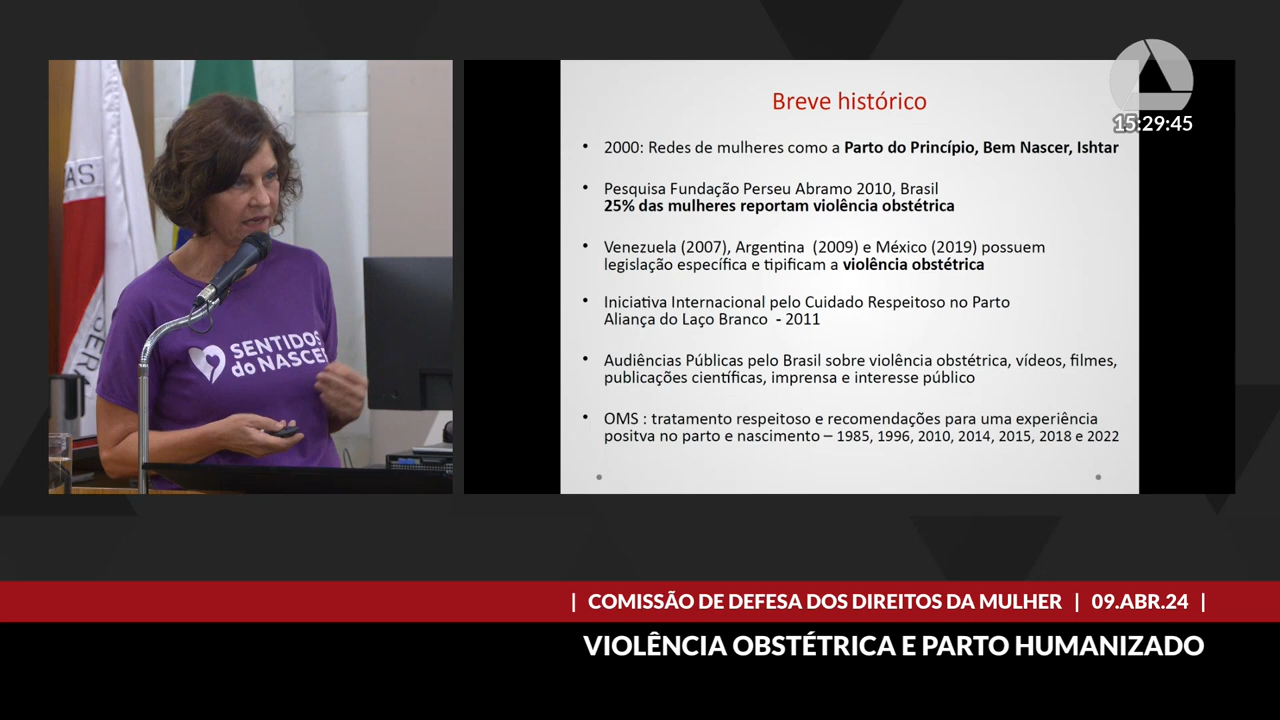 AS
SER
SENTIDOS
do NASCE
15:29:45
Breve histórico
• 2000: Redes de mulheres como a Parto do Princípio, Bem Nascer, Ishtar
• Pesquisa Fundação Perseu Abramo 2010, Brasil
25% das mulheres reportam violência obstétrica
• Venezuela (2007), Argentina (2009) e México (2019) possuem
legislação específica e tipificam a violência obstétrica
• Iniciativa Internacional pelo Cuidado Respeitoso no Parto
Aliança do Laço Branco - 2011
• Audiências Públicas pelo Brasil sobre violência obstétrica, vídeos, filmes,
publicações científicas, imprensa e interesse público
• OMS : tratamento respeitoso e recomendações para uma experiência
positva no parto e nascimento – 1985, 1996, 2010, 2014, 2015, 2018 e 2022
| COMISSÃO DE DEFESA DOS DIREITOS DA MULHER | 09.ABR.24 |
VIOLÊNCIA OBSTÉTRICA E PARTO HUMANIZADO